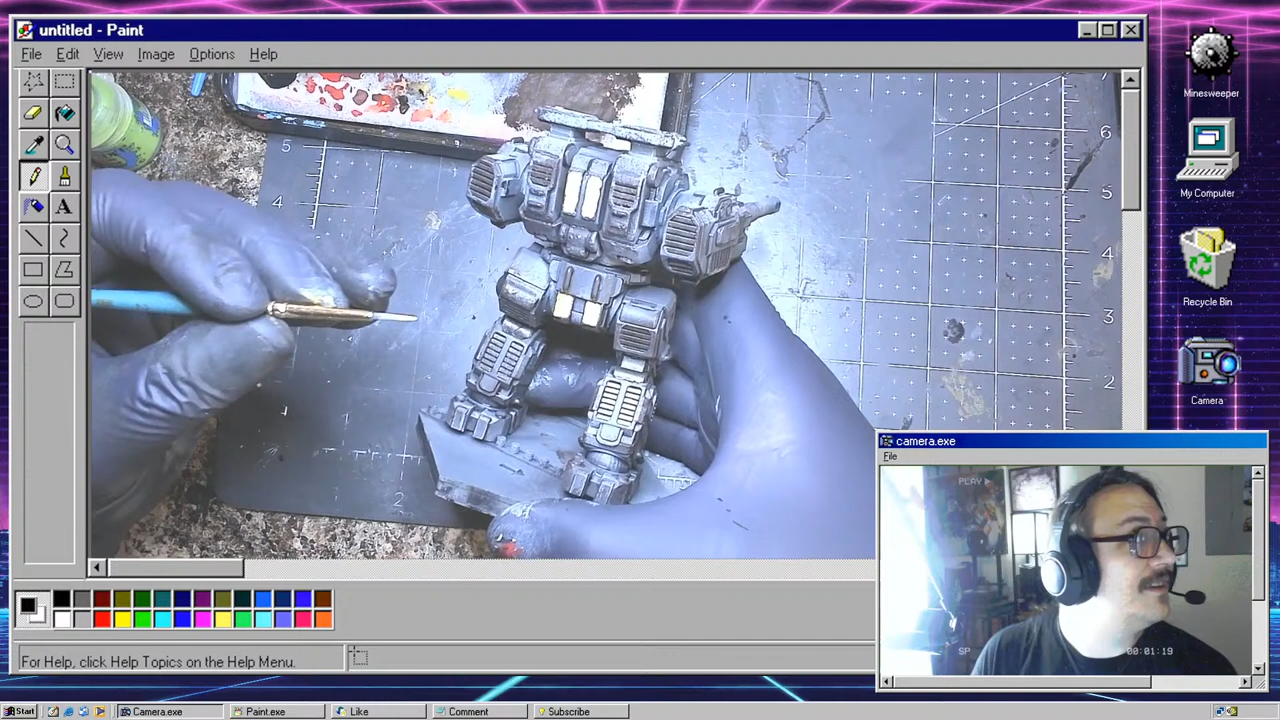 untitled - Paint
File Edit View Image Options Help
Minesweeper
My Computer
Recycle Bin
Camera
5
4
2
6
5
4
3
2
camera.exe
File
PLAY
SP 00:01:19
For Help, click Help Topics on the Help Menu.
Start Camera.exe Paint.exe Like Comment Subscribe